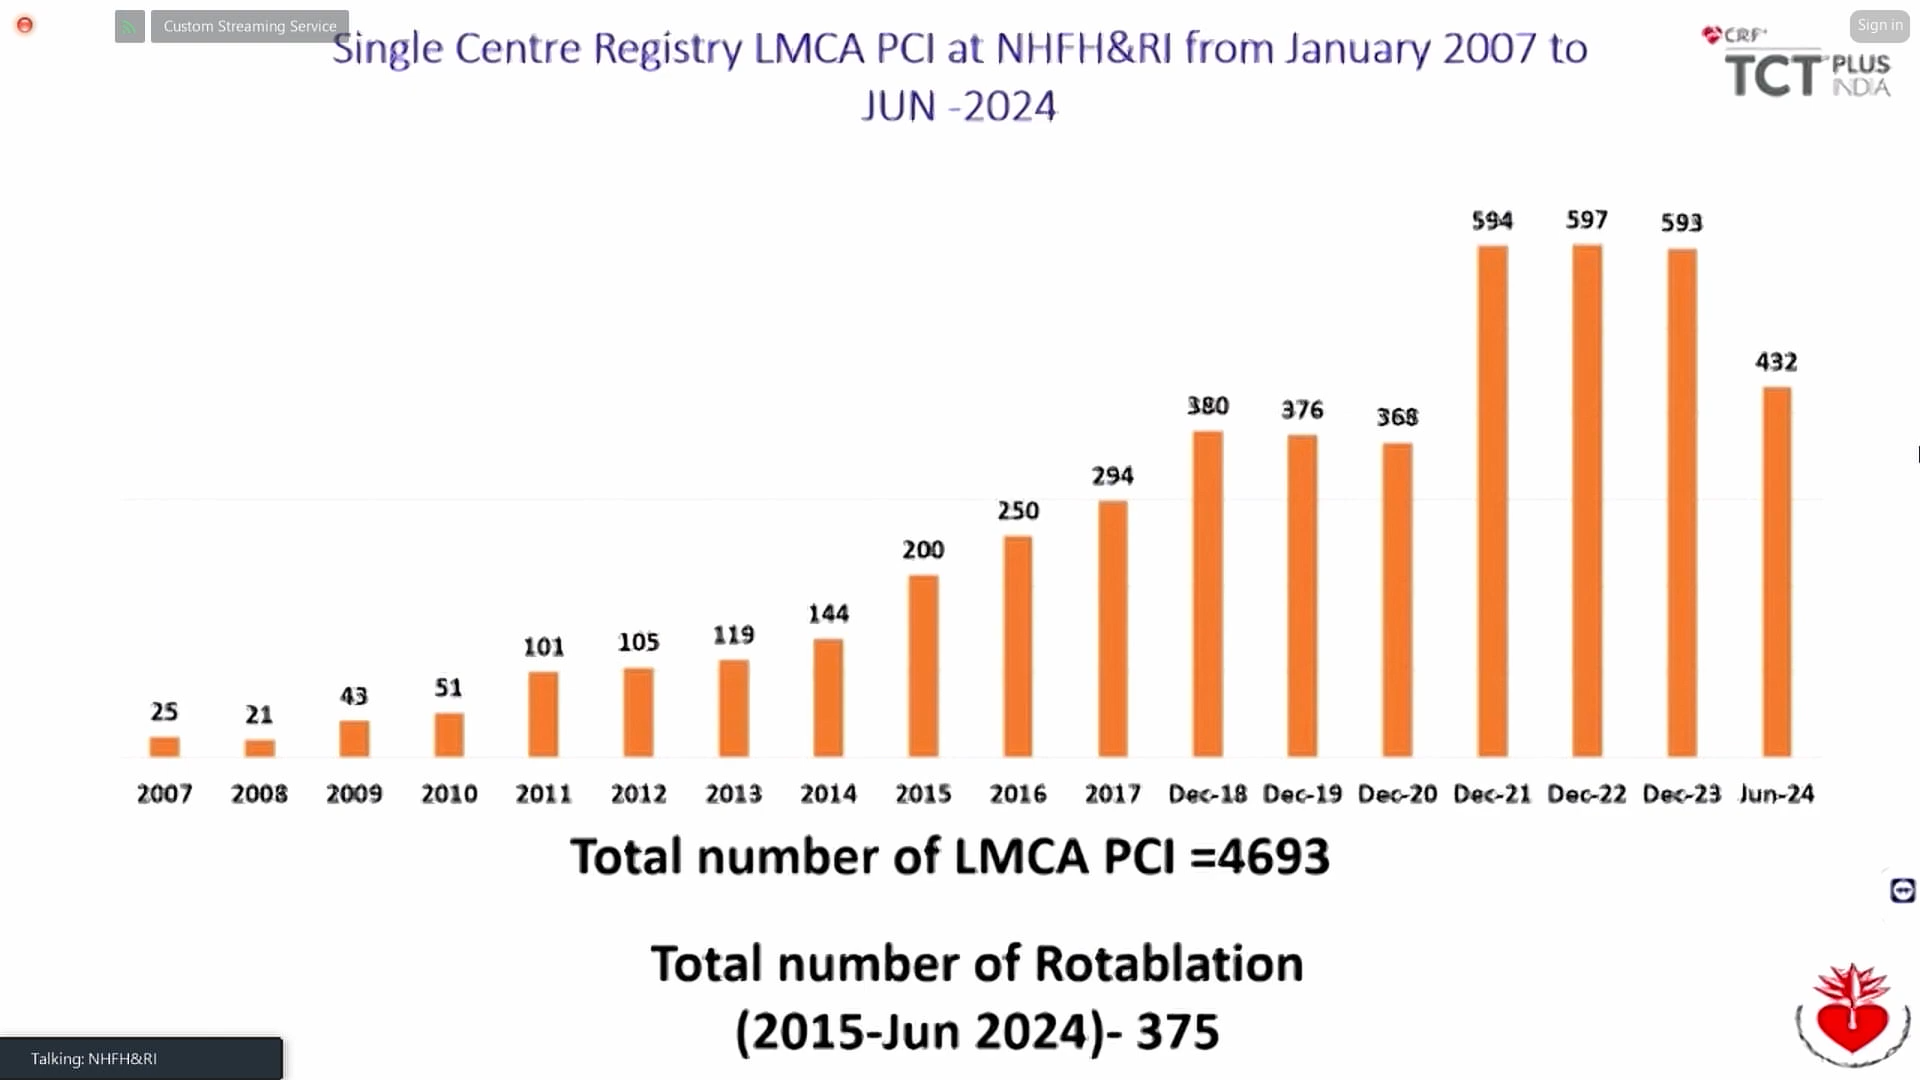 Custom Streaming Service
Sign in
Single Centre Registry LMCA PCI at NHFH&RI from January 2007 to
JUN -2024
CRF
TCT PLUS
INDIA
594 597 593
432
380 376 368
294
250
200
144
119
105
101
51
43
25 21
2007 2008 2009 2010 2011 2012 2013 2014 2015 2016 2017 Dec-18 Dec-19 Dec-20 Dec-21 Dec-22 Dec-23 Jun-24
Total number of LMCA PCI =4693
Total number of Rotablation
(2015-Jun 2024)- 375
Talking: NHFH&RI